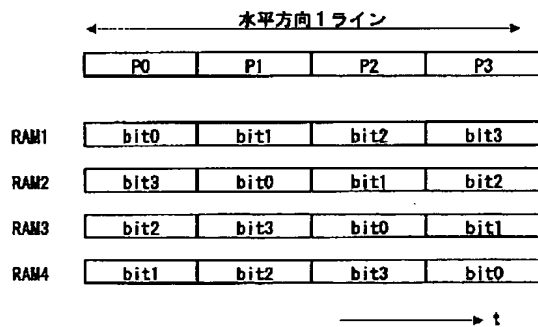 水平方向1ライン
P0 P1 P2 P3
RAM1 bit0 bit1 bit2 bit3
RAM2 bit3 bit0 bit1 bit2
RAM3 bit2 bit3 bit0 bit1
RAM4 bit1 bit2 bit3 bit0
t